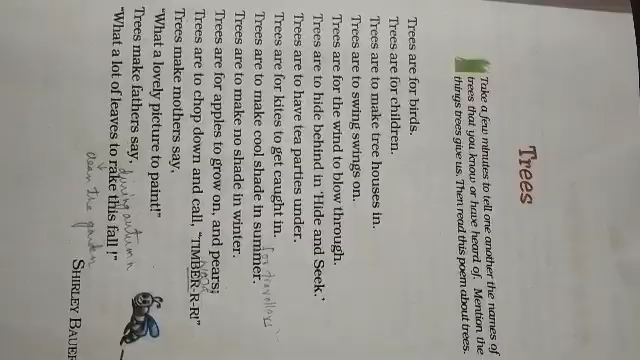 Trees
Take a few minutes to tell one another the names of
trees that you know or have heard of. Mention the
things trees give us. Then read this poem about trees.
Trees are for birds.
Trees are for children.
Trees are to make tree houses in.
Trees are to swing swings on.
Trees are for the wind to blow through.
Trees are to hide behind in 'Hide and Seek.'
Trees are to have tea parties under.
Trees are for kites to get caught in.
Trees are to make cool shade in summer. for travellers
Trees are to make no shade in winter.
Trees are for apples to grow on, and pears;
Trees are to chop down and call, "TIMBER-R-R!"
wood
Trees make mothers say,
"What a lovely picture to paint!"
Trees make fathers say,
"What a lot of leaves to rake this fall !"
during autumn
clean the garden
SHIRLEY BAUER